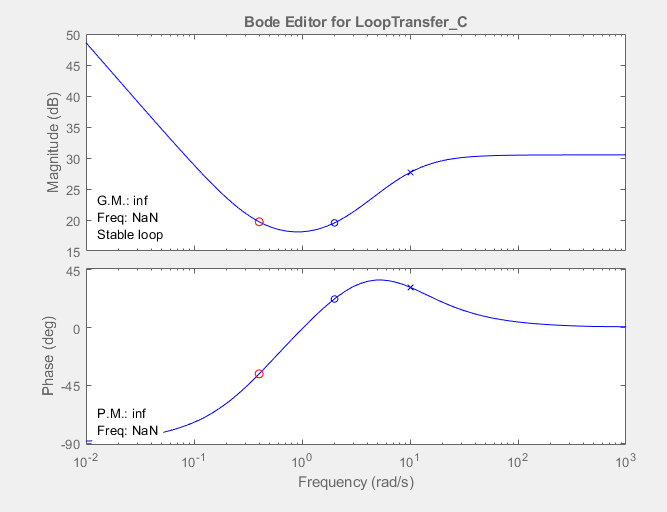 Bode Editor for LoopTransfer_C
50
45
40
35
30
25
20
15
Magnitude (dB)
G.M.: inf
Freq: NaN
Stable loop
45
0
-45
-90
Phase (deg)
P.M.: inf
Freq: NaN
10^-2 10^-1 10^0 10^1 10^2 10^3
Frequency (rad/s)